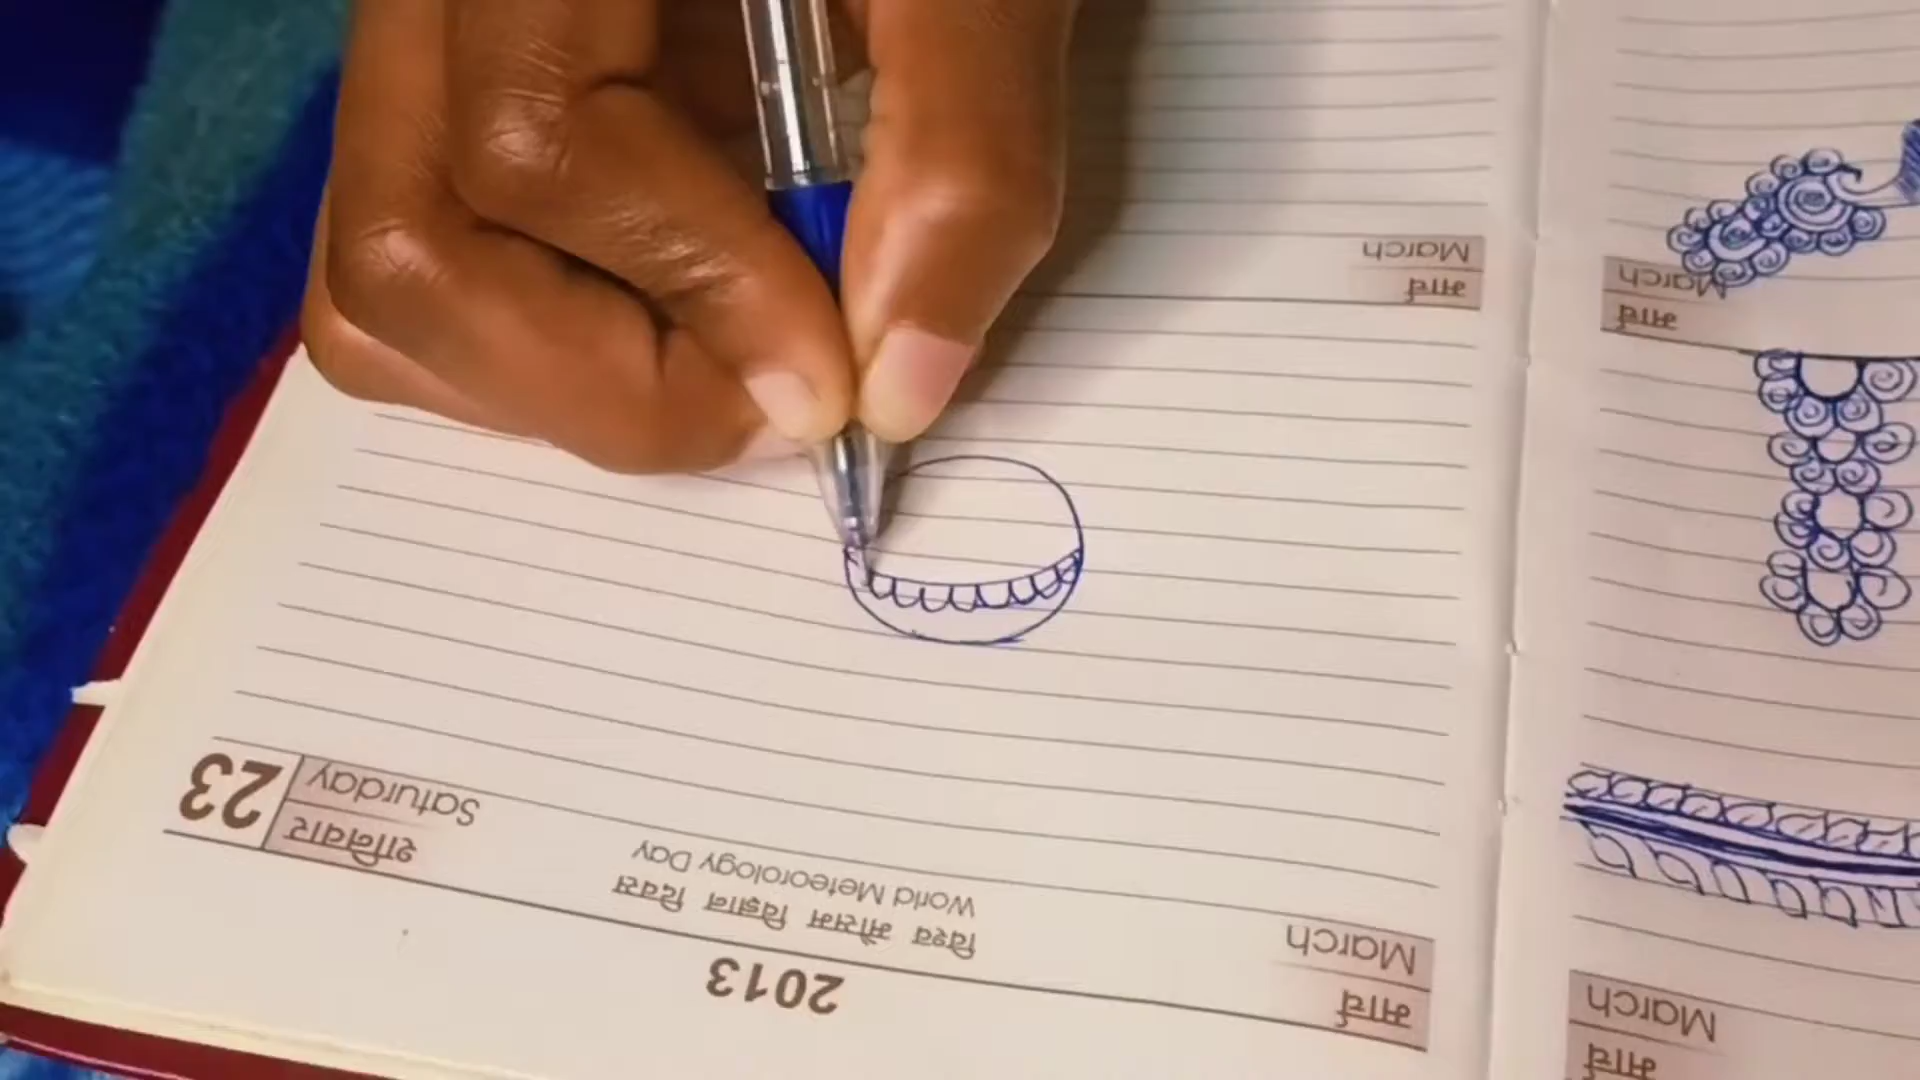 March
मार्च
March
मार्च
23
Saturday
शनिवार
World Meteorology Day
विश्व मौसम विज्ञान दिवस
March
मार्च
2013
March
मार्च